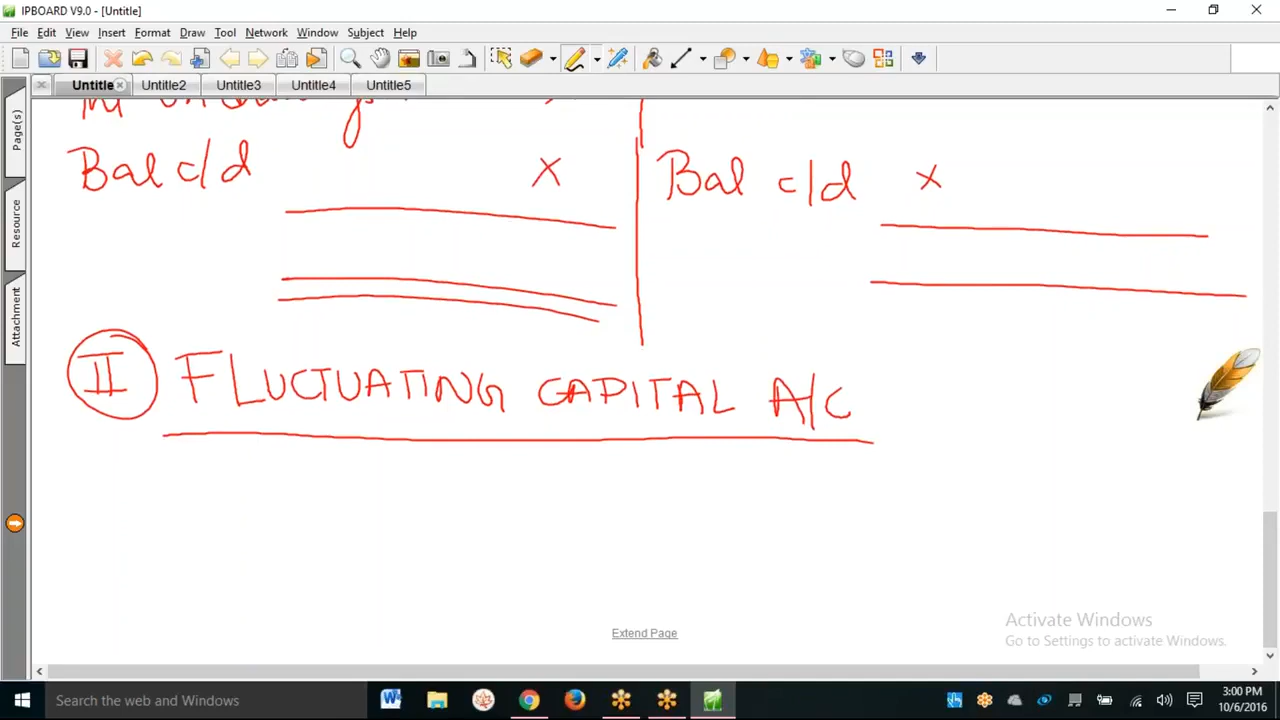 IPBOARD V9.0 - [Untitle]
File Edit View Insert Format Draw Tool Network Window Subject Help
Untitle Untitle2 Untitle3 Untitle4 Untitle5
Page(s)
Resource
Attachment
Bal c/d x Bal c/d x
II FLUCTUATING CAPITAL A/C
Extend Page
Activate Windows
Go to Settings to activate Windows.
Search the web and Windows
3:00 PM
10/6/2016